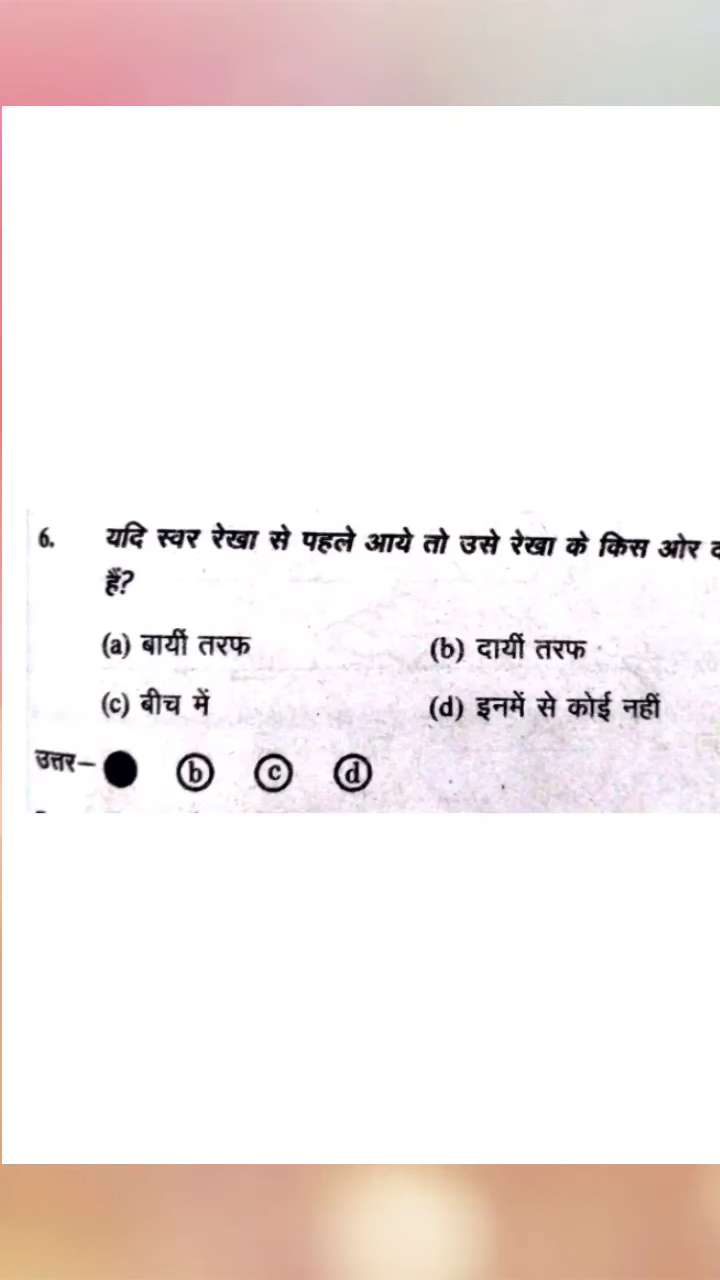 6. यदि स्वर रेखा से पहले आये तो उसे रेखा के किस ओर
हैं?
(a) बायीं तरफ (b) दायीं तरफ
(c) बीच में (d) इनमें से कोई नहीं
उत्तर– b c d